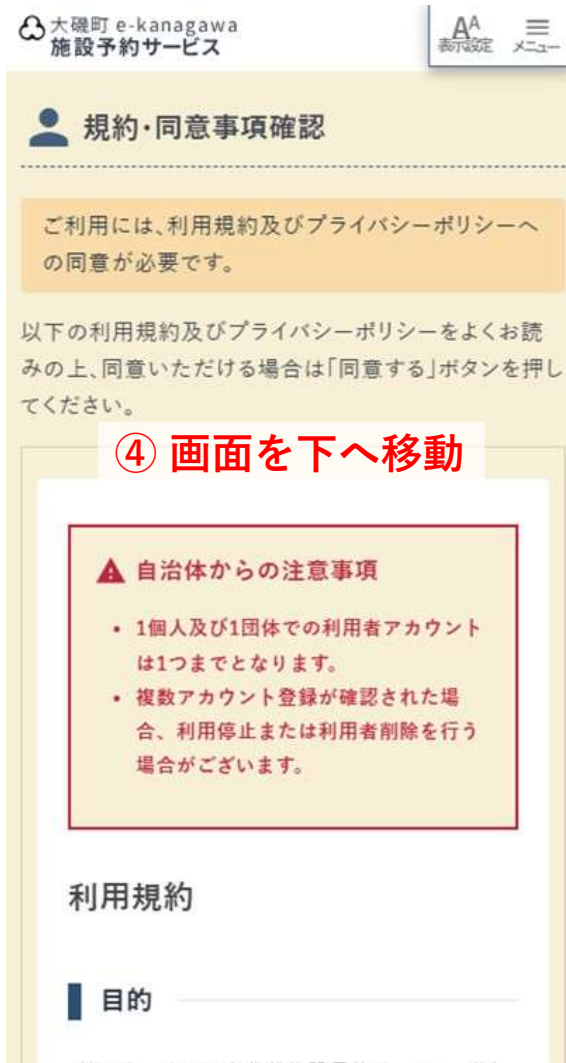 大磯町 e-kanagawa
施設予約サービス
AA
表示設定 メニュー
規約・同意事項確認
ご利用には、利用規約及びプライバシーポリシーへ
の同意が必要です。
以下の利用規約及びプライバシーポリシーをよくお読
みの上、同意いただける場合は「同意する」ボタンを押し
てください。
④ 画面を下へ移動
自治体からの注意事項
• 1個人及び1団体での利用者アカウント
は1つまでとなります。
• 複数アカウント登録が確認された場
合、利用停止または利用者削除を行う
場合がございます。
利用規約
目的